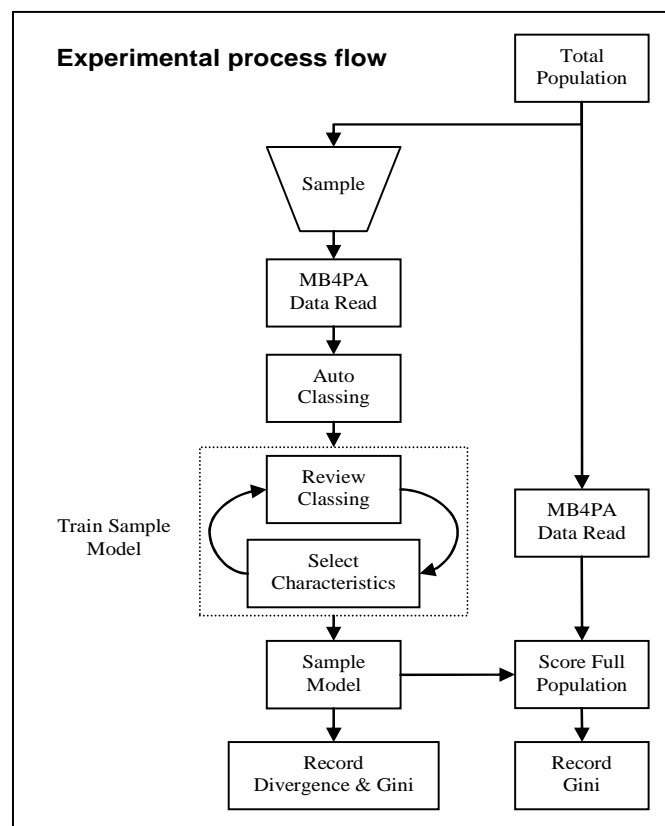 Experimental process flow
Total
Population
Sample
MB4PA
Data Read
Auto
Classing
Review
Classing
Train Sample
Model
Select
Characteristics
MB4PA
Data Read
Sample
Model
Score Full
Population
Record
Divergence & Gini
Record
Gini